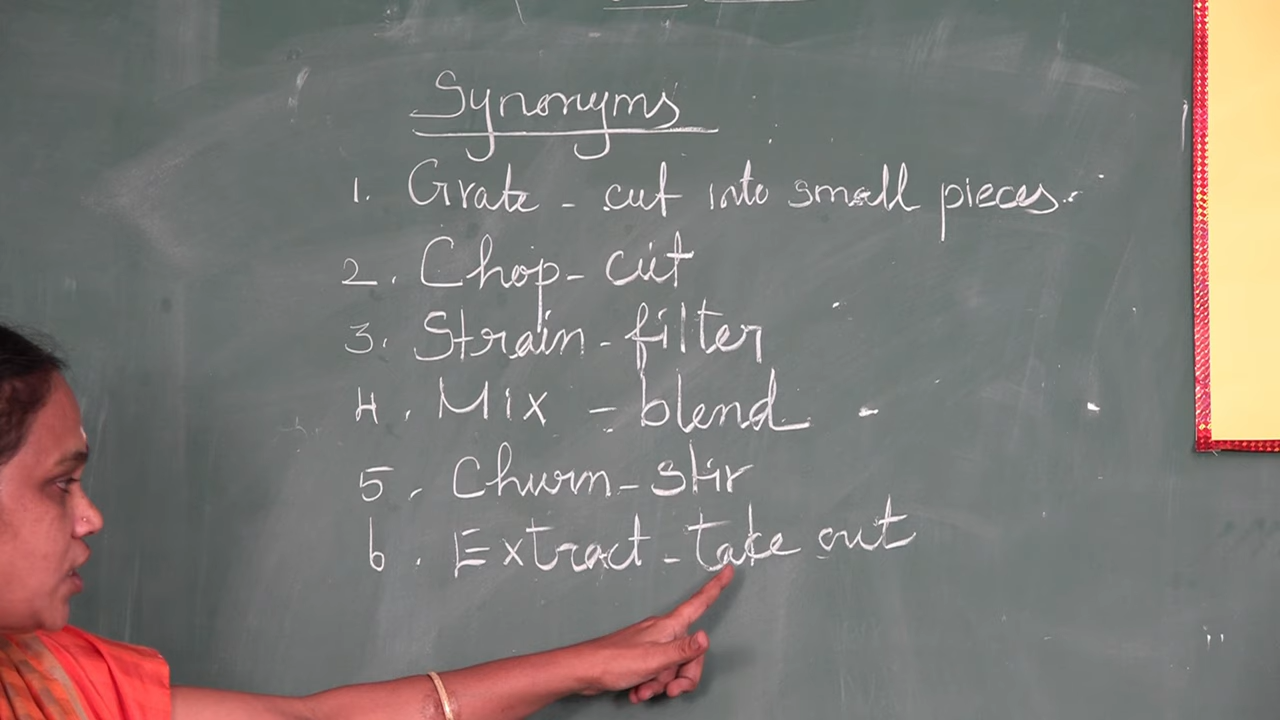 Synonyms
1. Grate - cut into small pieces.
2. Chop - cut
3. Strain - filter
4. Mix - blend
5. Churn - stir
6. Extract - take out